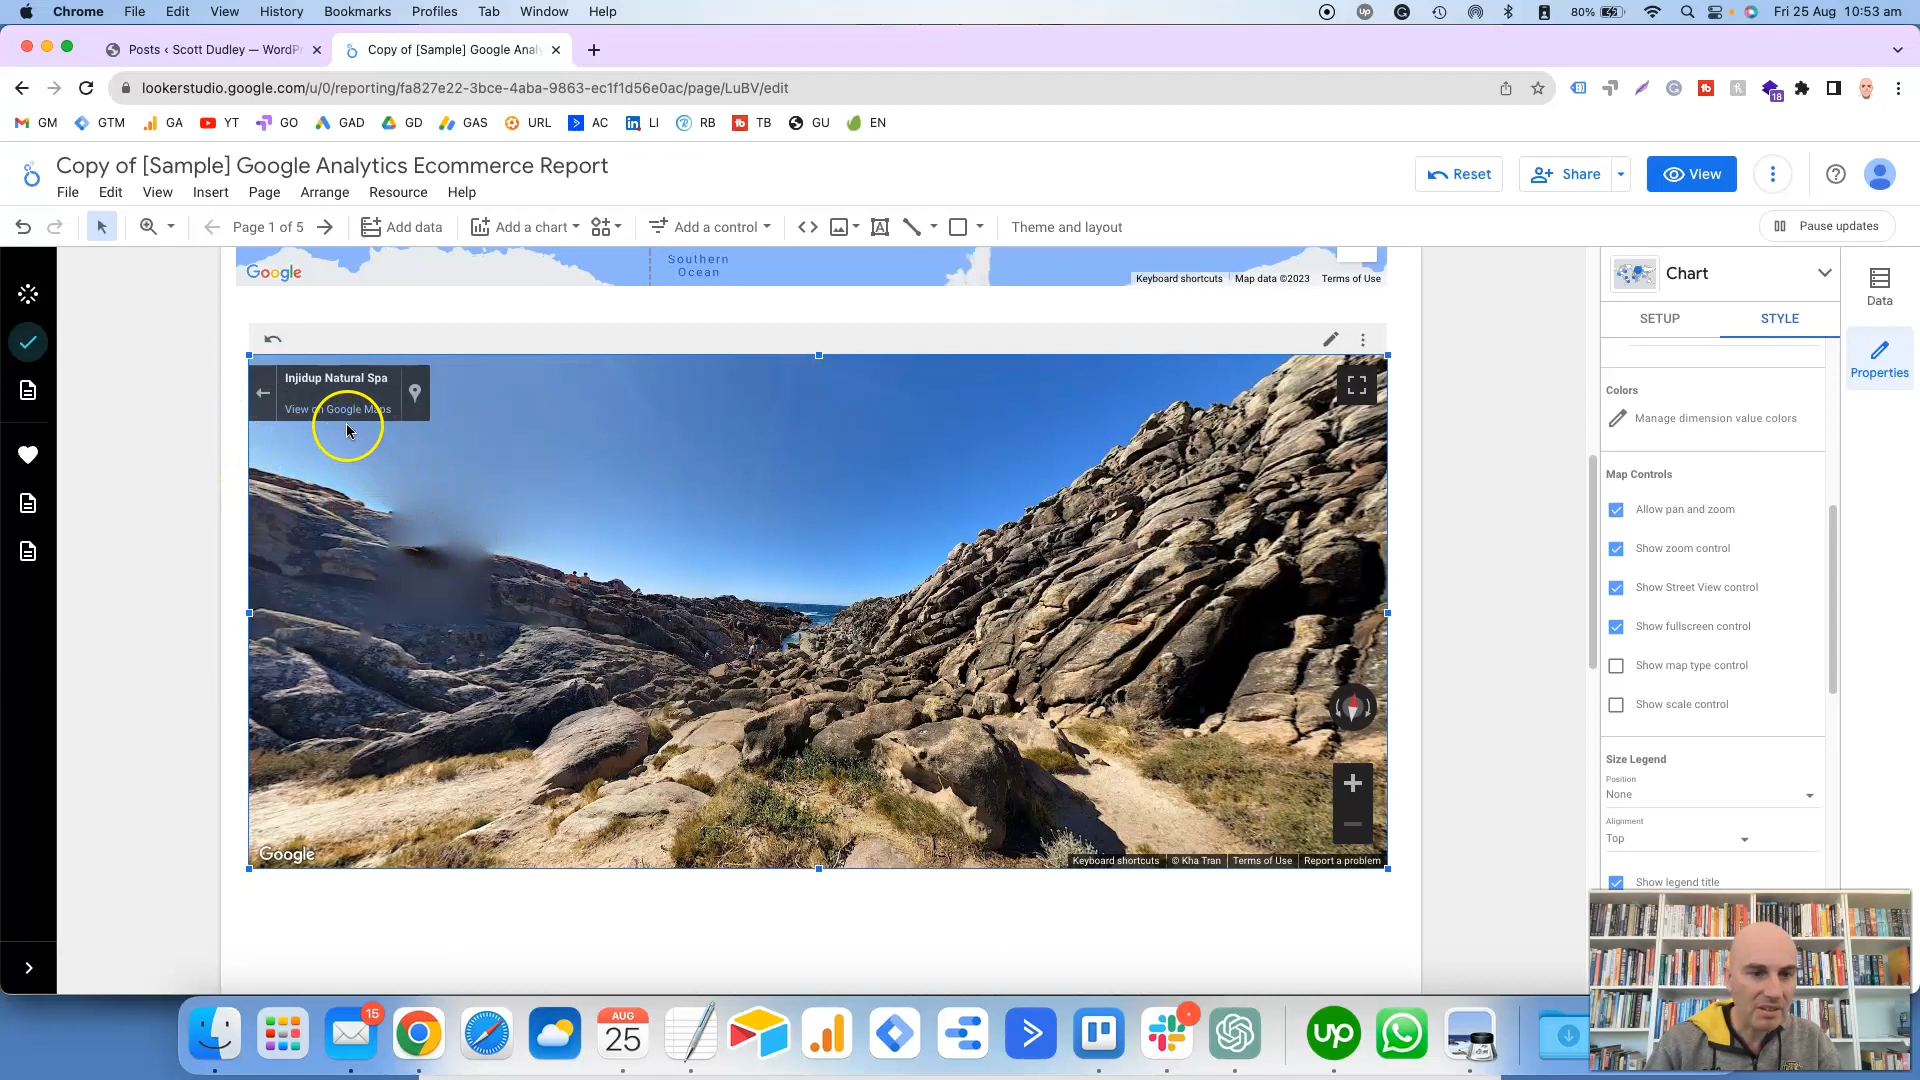 Chrome File Edit View History Bookmarks Profiles Tab Window Help 80% Fri 25 Aug 10:53 am
Posts ‹ Scott Dudley — WordPr
Copy of [Sample] Google Analy
lookerstudio.google.com/u/0/reporting/fa827e22-3bce-4aba-9863-ec1f1d56e0ac/page/LuBV/edit
18
GM GTM GA YT GO GAD GD GAS URL AC LI RB TB GU EN
Copy of [Sample] Google Analytics Ecommerce Report
Reset Share View
File Edit View Insert Format Page Arrange Resource Help
Page 1 of 5 Add data Add a chart Add a control Theme and layout Pause updates
Southern
Ocean
Google
Keyboard shortcuts Map data ©2023 Terms of Use
Chart
Data
SETUP STYLE
Properties
Injidup Natural Spa
View on Google Maps
Colors
Manage dimension value colors
Map Controls
Allow pan and zoom
Show zoom control
Show Street View control
Show fullscreen control
Show map type control
Show scale control
Size Legend
Position
None
Alignment
Top
Show legend title
Google
Keyboard shortcuts © Kha Tran Terms of Use Report a problem
15
AUG
25
up